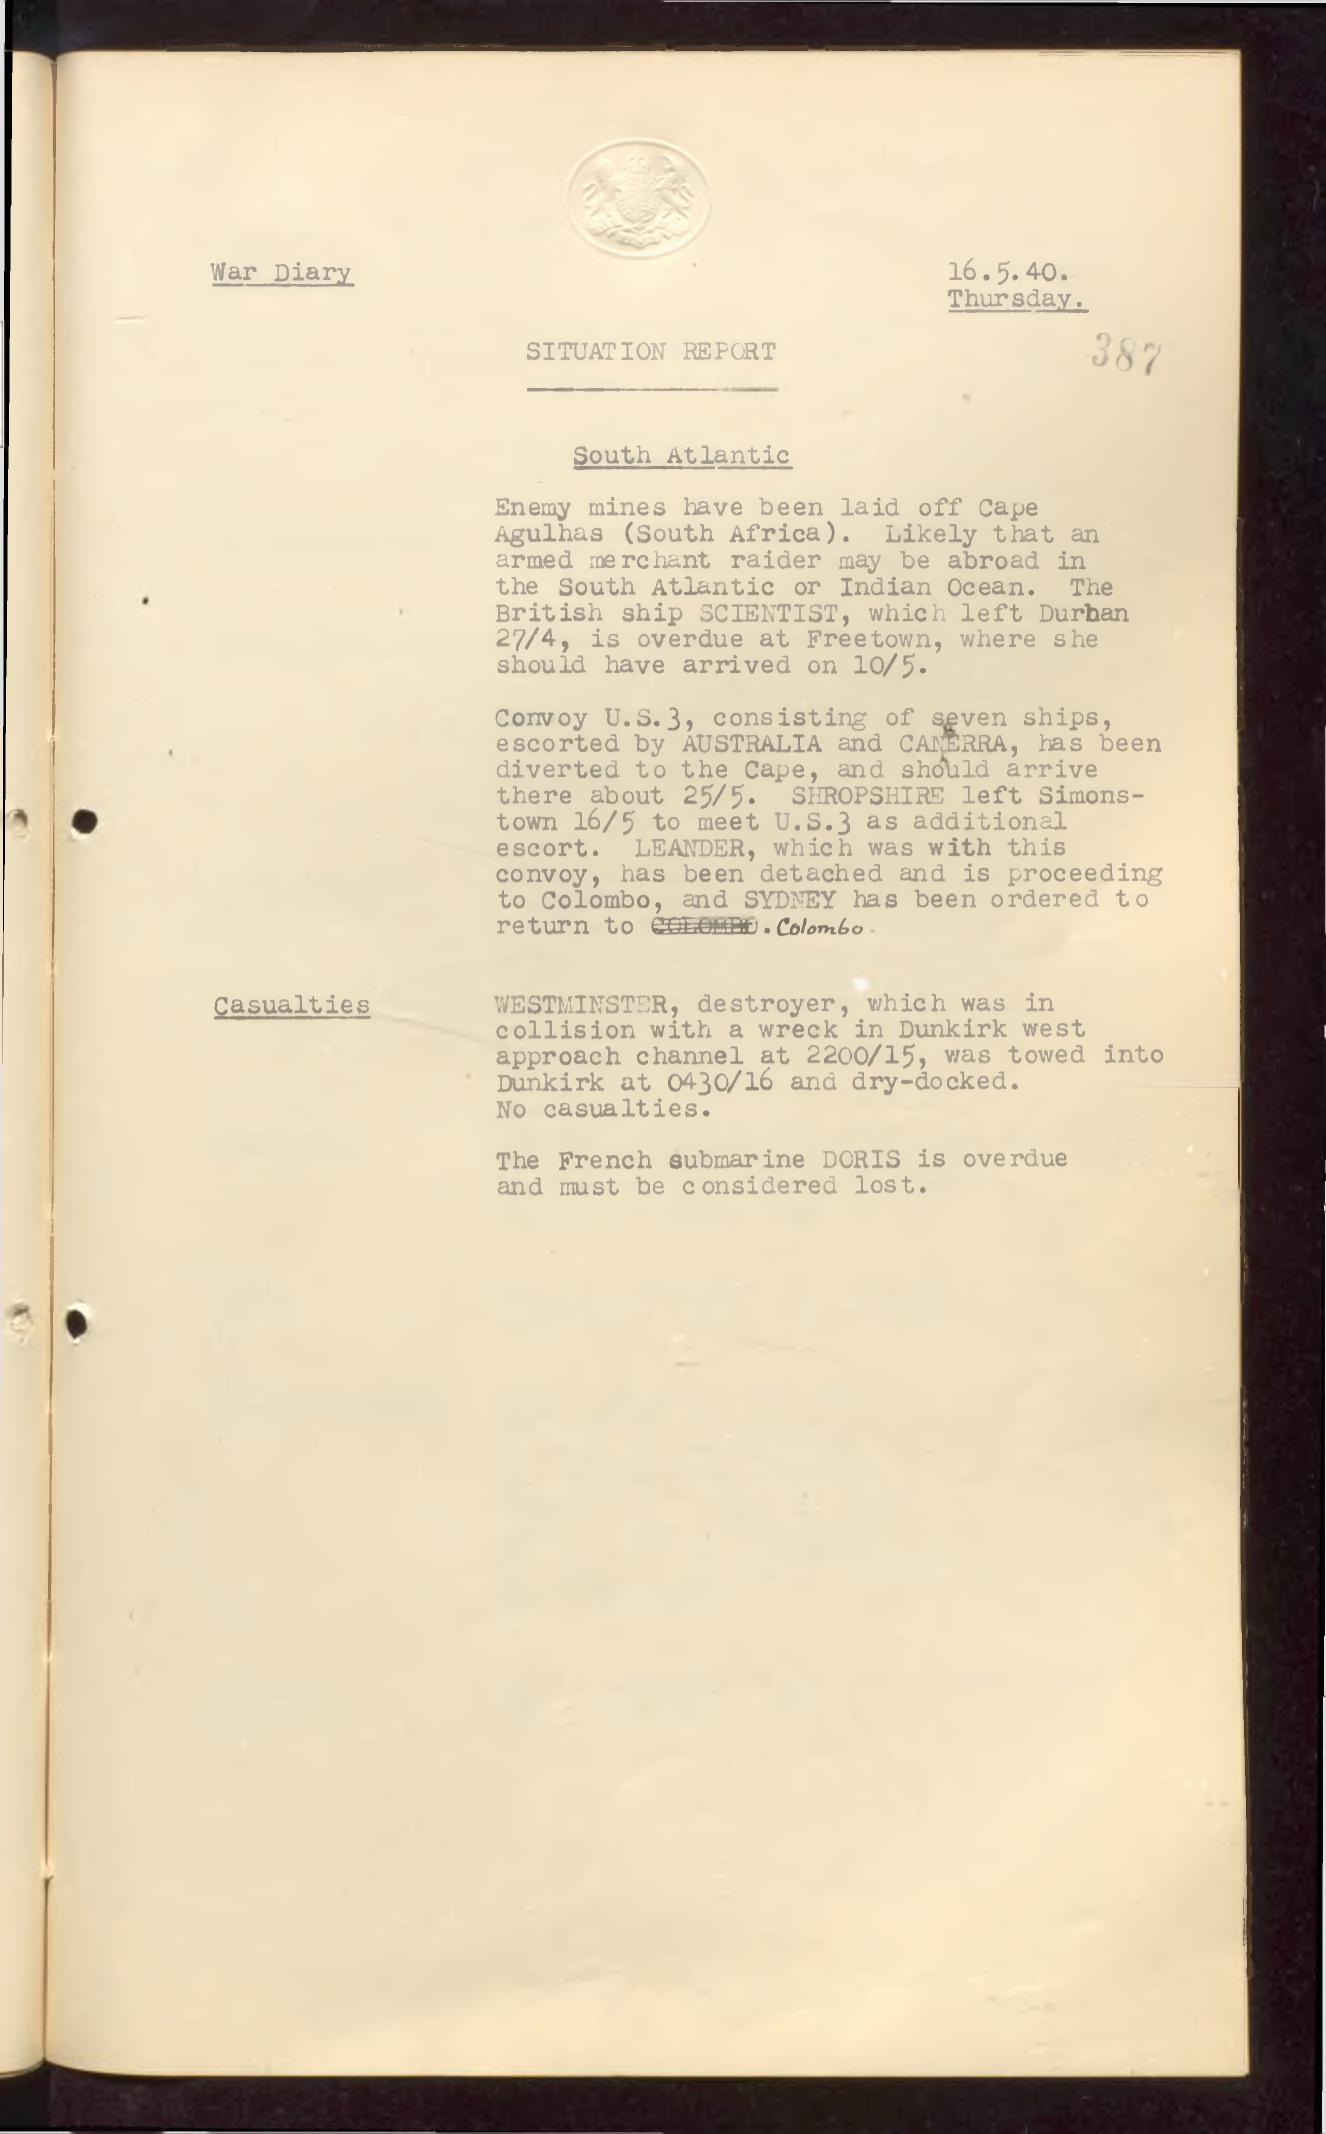 War Diary
16.5.40.
Thursday.
SITUATION REPORT
387
South Atlantic
Enemy mines have been laid off Cape
Agulhas (South Africa). Likely that an
armed merchant raider may be abroad in
the South Atlantic or Indian Ocean. The
British ship SCIENTIST, which left Durban
27/4, is overdue at Freetown, where she
should have arrived on 10/5.
Convoy U.S.3, consisting of seven ships,
escorted by AUSTRALIA and CANBERRA, has been
diverted to the Cape, and should arrive
there about 25/5. SHROPSHIRE left Simons-
town 16/5 to meet U.S.3 as additional
escort. LEANDER, which was with this
convoy, has been detached and is proceeding
to Colombo, and SYDNEY has been ordered to
return to COLOMBO. Colombo.
Casualties
WESTMINSTER, destroyer, which was in
collision with a wreck in Dunkirk west
approach channel at 2200/15, was towed into
Dunkirk at 0430/16 and dry-docked.
No casualties.
The French submarine DORIS is overdue
and must be considered lost.